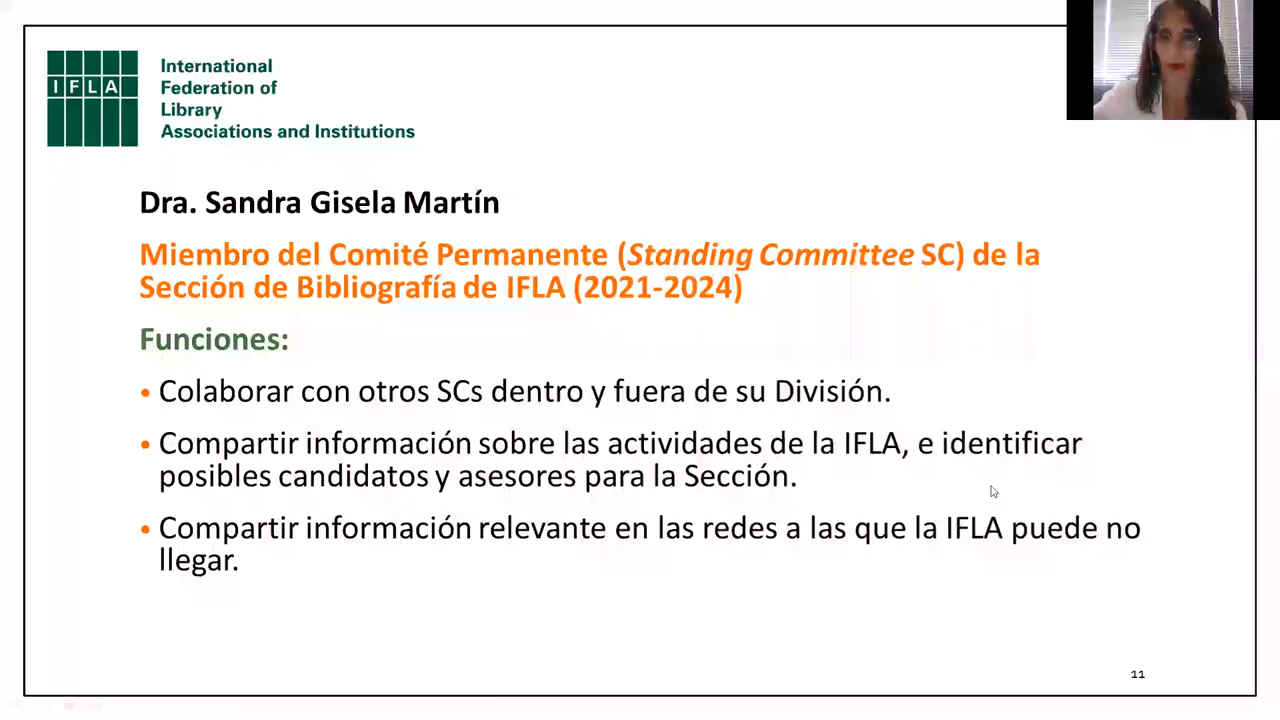 IFLA
International
Federation of
Library
Associations and Institutions
Dra. Sandra Gisela Martín
Miembro del Comité Permanente (Standing Committee SC) de la
Sección de Bibliografía de IFLA (2021-2024)
Funciones:
• Colaborar con otros SCs dentro y fuera de su División.
• Compartir información sobre las actividades de la IFLA, e identificar
posibles candidatos y asesores para la Sección.
• Compartir información relevante en las redes a las que la IFLA puede no
llegar.
11